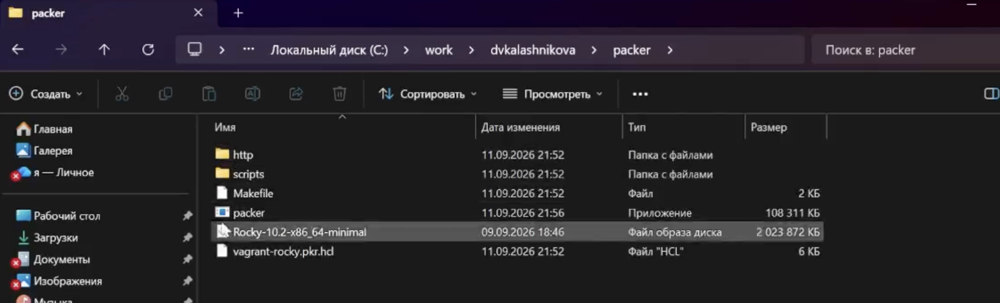 packer
Локальный диск (C:) work dvkalashnikova packer Поиск в: packer
Создать Сортировать Просмотреть
Имя Дата изменения Тип Размер
Главная
Галерея
я — Личное
Рабочий стол
Загрузки
Документы
Изображения
Музыка
http 11.09.2026 21:52 Папка с файлами
scripts 11.09.2026 21:52 Папка с файлами
Makefile 11.09.2026 21:52 Файл 2 КБ
packer 11.09.2026 21:56 Приложение 108 311 КБ
Rocky-10.2-x86_64-minimal 09.09.2026 18:46 Файл образа диска 2 023 872 КБ
vagrant-rocky.pkr.hcl 11.09.2026 21:52 Файл "HCL" 6 КБ